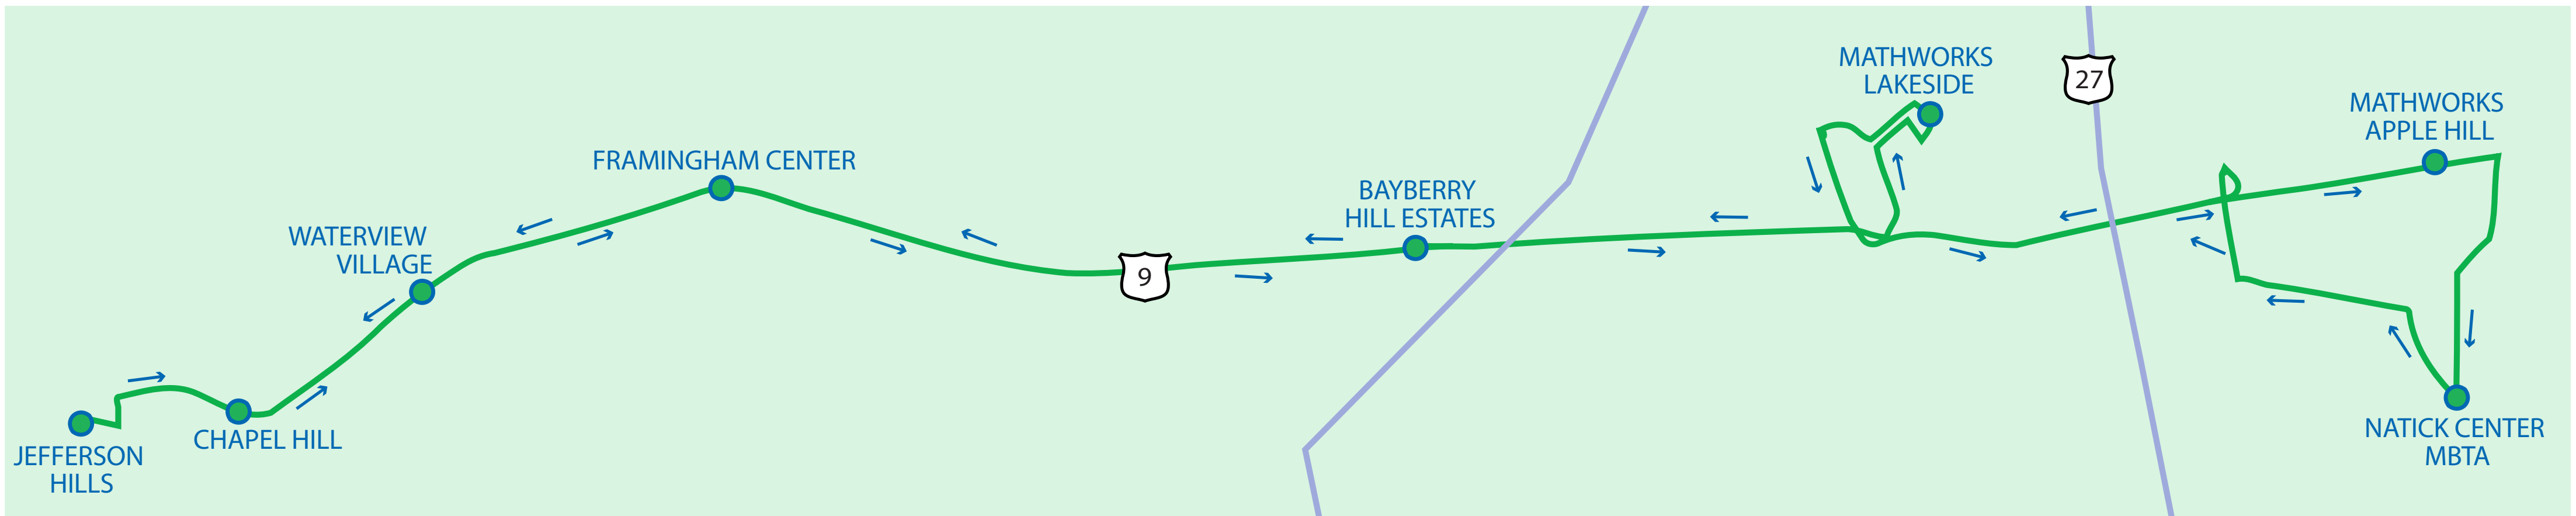 JEFFERSON
HILLS
CHAPEL HILL
WATERVIEW
VILLAGE
FRAMINGHAM CENTER
9
BAYBERRY
HILL ESTATES
MATHWORKS
LAKESIDE
27
MATHWORKS
APPLE HILL
NATICK CENTER
MBTA